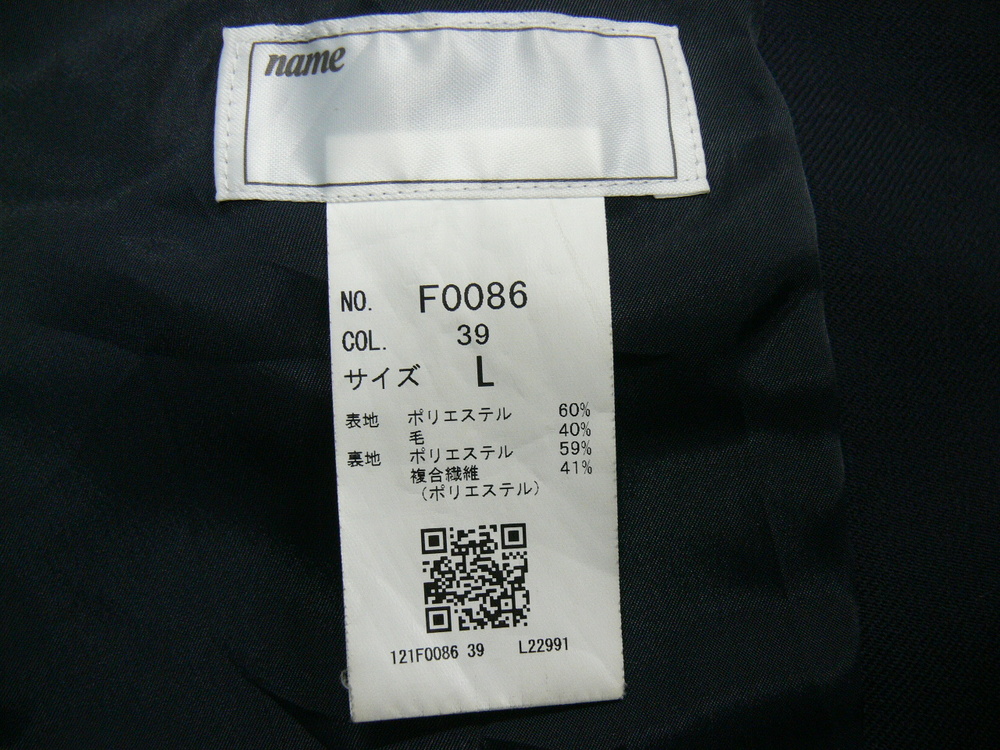 name
NO. F0086
COL. 39
サイズ L
表地 ポリエステル 60%
毛 40%
裏地 ポリエステル 59%
複合繊維 41%
(ポリエステル)
121F0086 39 L22991